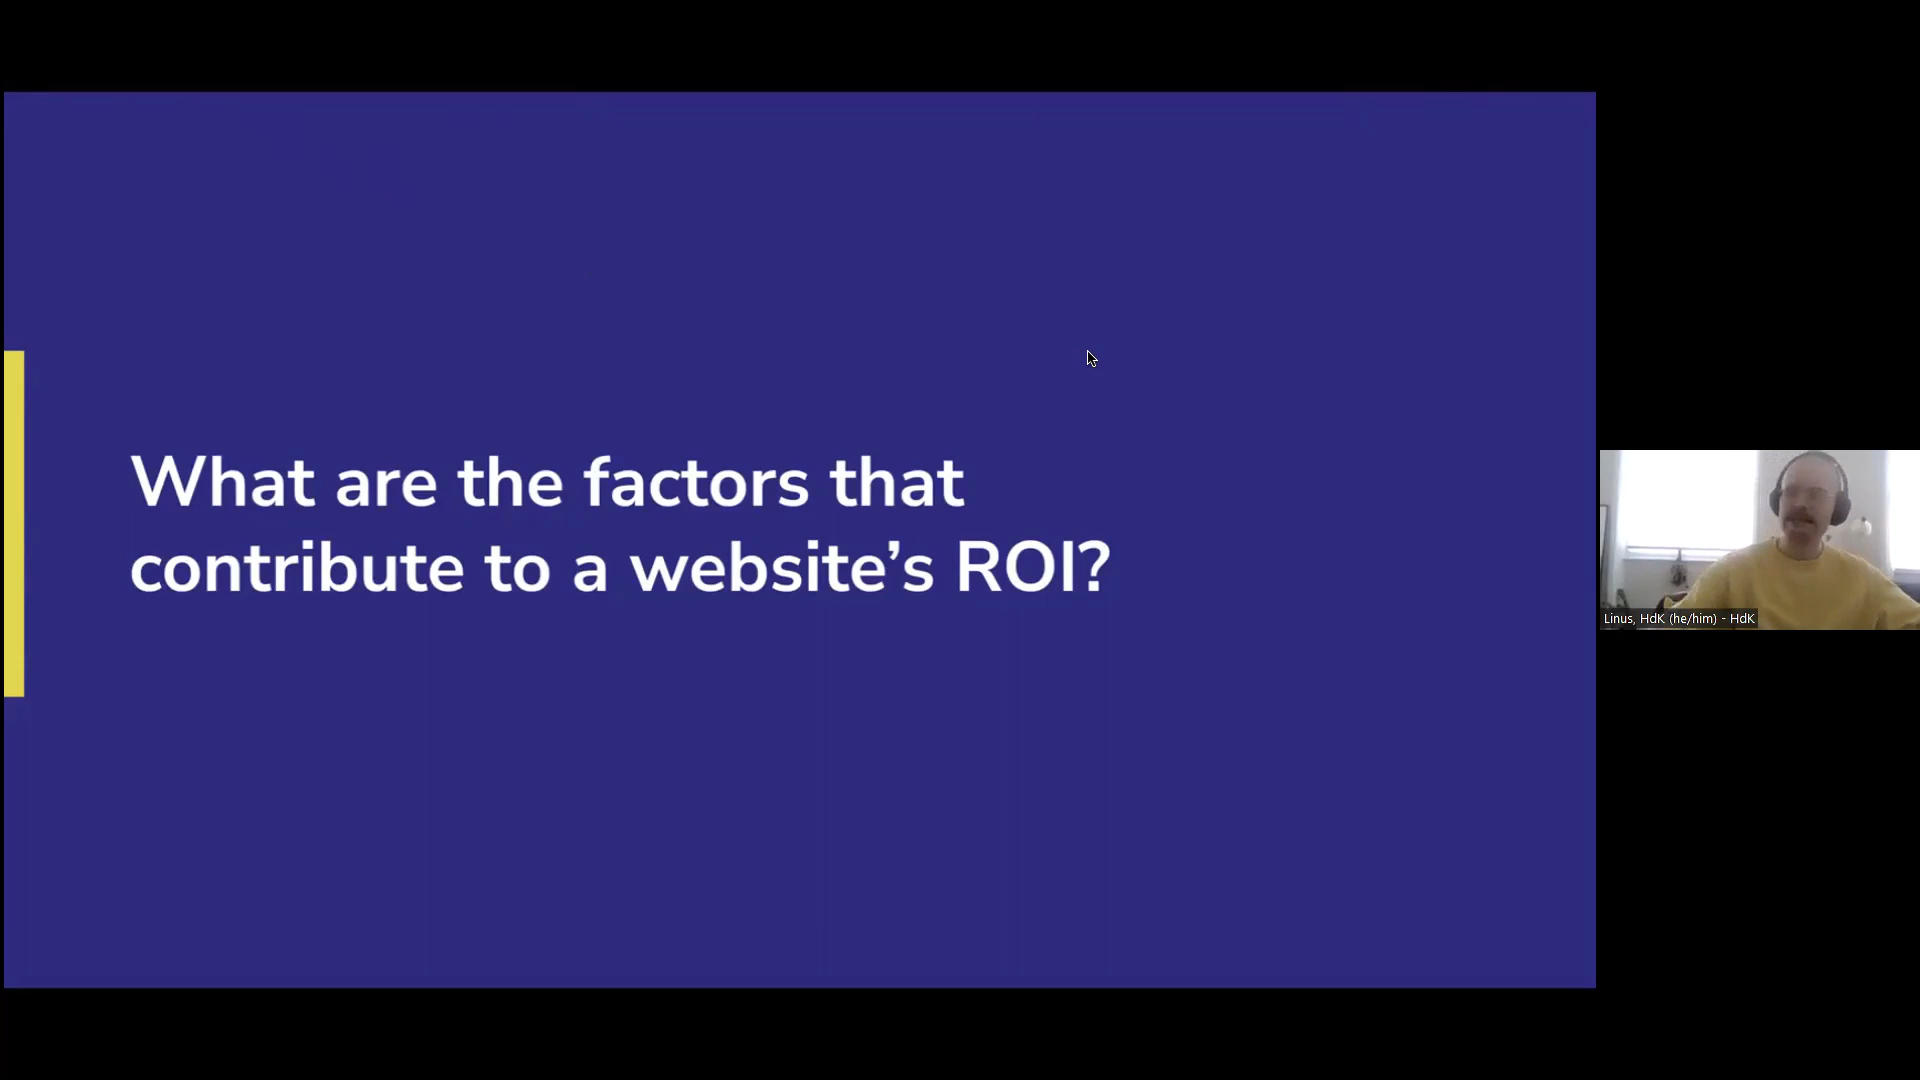 What are the factors that
contribute to a website’s ROI?
Linus, HdK (he/him) - HdK